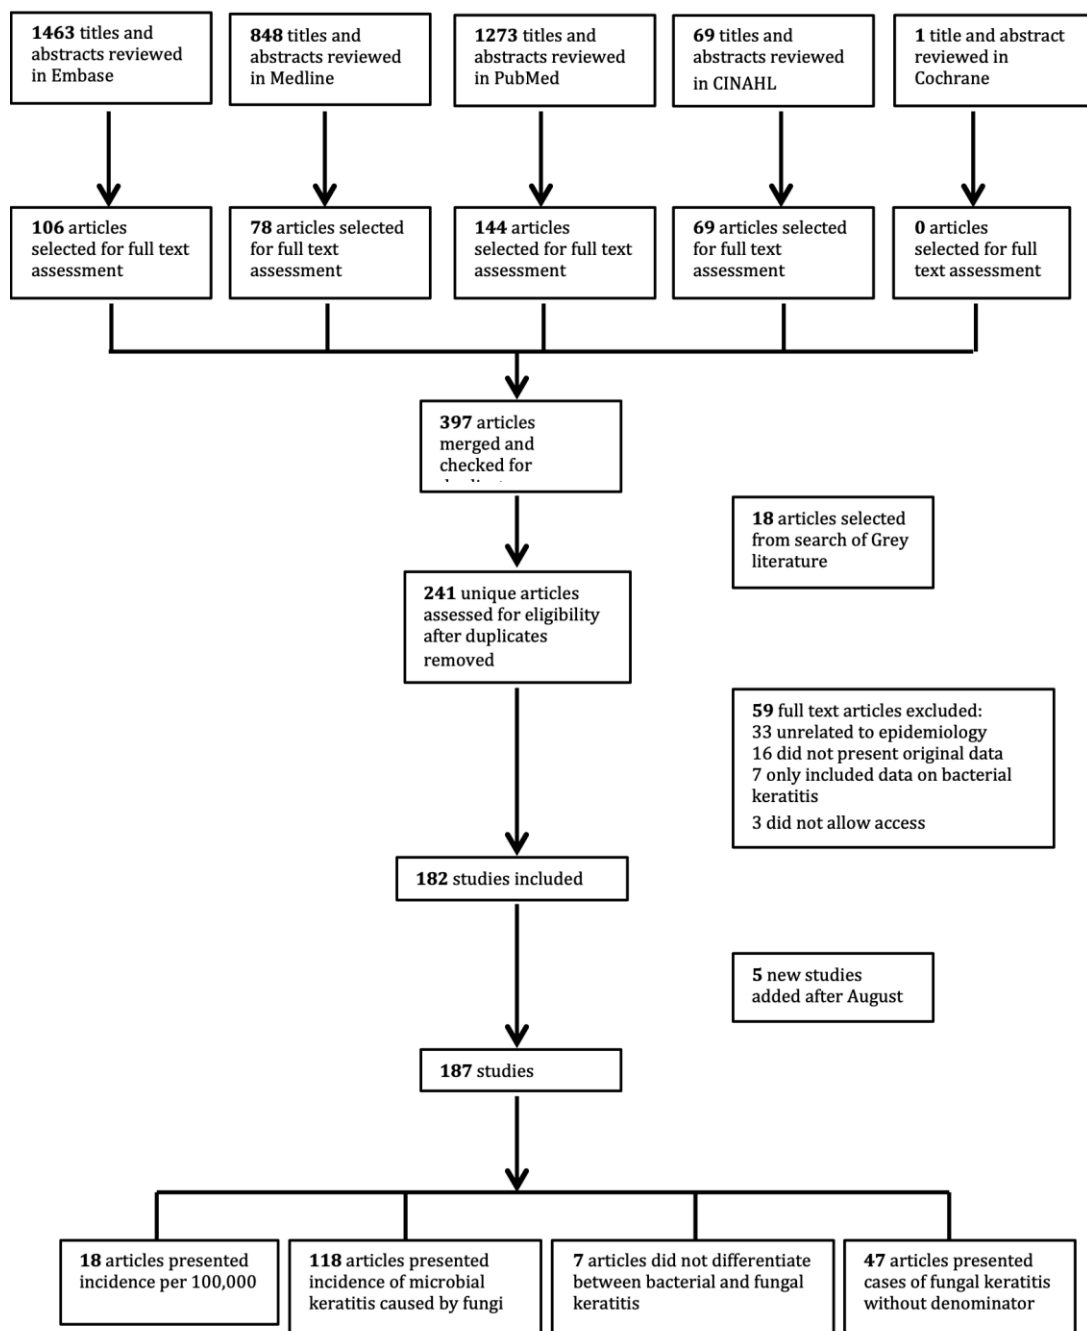 1463 titles and
abstracts reviewed
in Embase
848 titles and
abstracts reviewed
in Medline
1273 titles and
abstracts reviewed
in PubMed
69 titles and
abstracts reviewed
in CINAHL
1 title and abstract
reviewed in
Cochrane
106 articles
selected for full text
assessment
78 articles selected
for full text
assessment
144 articles
selected for full text
assessment
69 articles selected
for full text
assessment
0 articles
selected for full
text assessment
397 articles
merged and
checked for
18 articles selected
from search of Grey
literature
241 unique articles
assessed for eligibility
after duplicates
removed
59 full text articles excluded:
33 unrelated to epidemiology
16 did not present original data
7 only included data on bacterial
keratitis
3 did not allow access
182 studies included
5 new studies
added after August
187 studies
18 articles presented
incidence per 100,000
118 articles presented
incidence of microbial
keratitis caused by fungi
7 articles did not differentiate
between bacterial and fungal
keratitis
47 articles presented
cases of fungal keratitis
without denominator